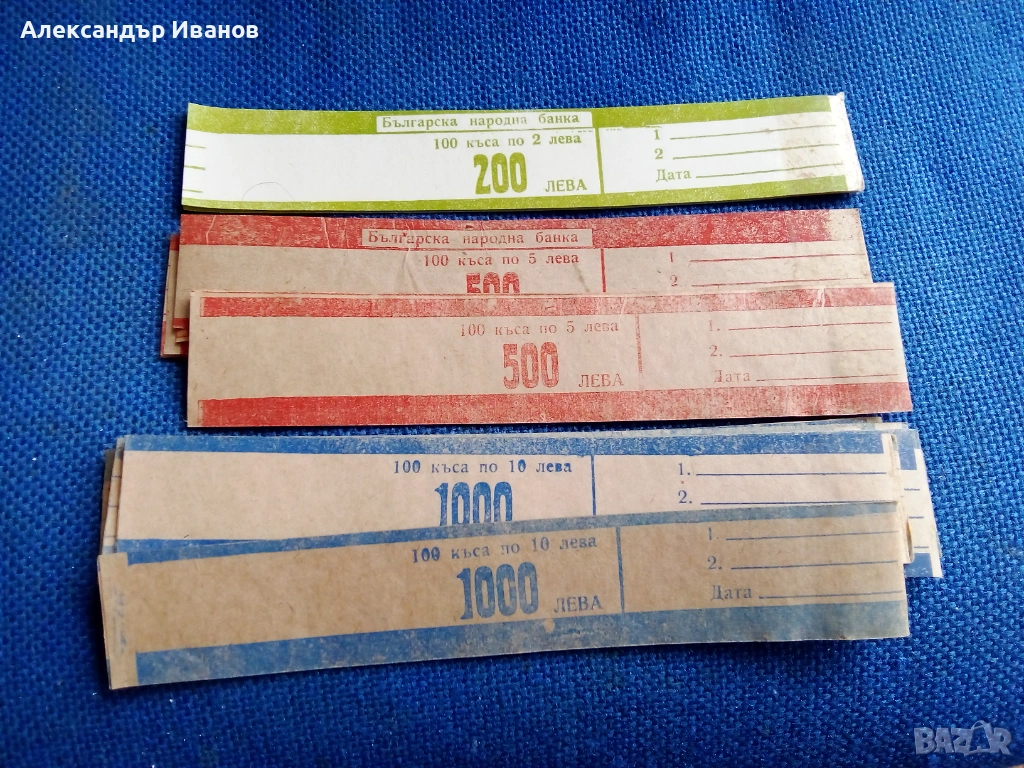 Александър Иванов
Българска народна банка
100 къса по 2 лева
200 ЛЕВА
1
2
Дата
Българска народна банка
100 къса по 5 лева
500
1
2
100 къса по 5 лева
500 ЛЕВА
1.
2.
Дата
100 къса по 10 лева
1000
1.
2.
100 къса по 10 лева
1000 ЛЕВА
1.
2.
Дата
BAZAR